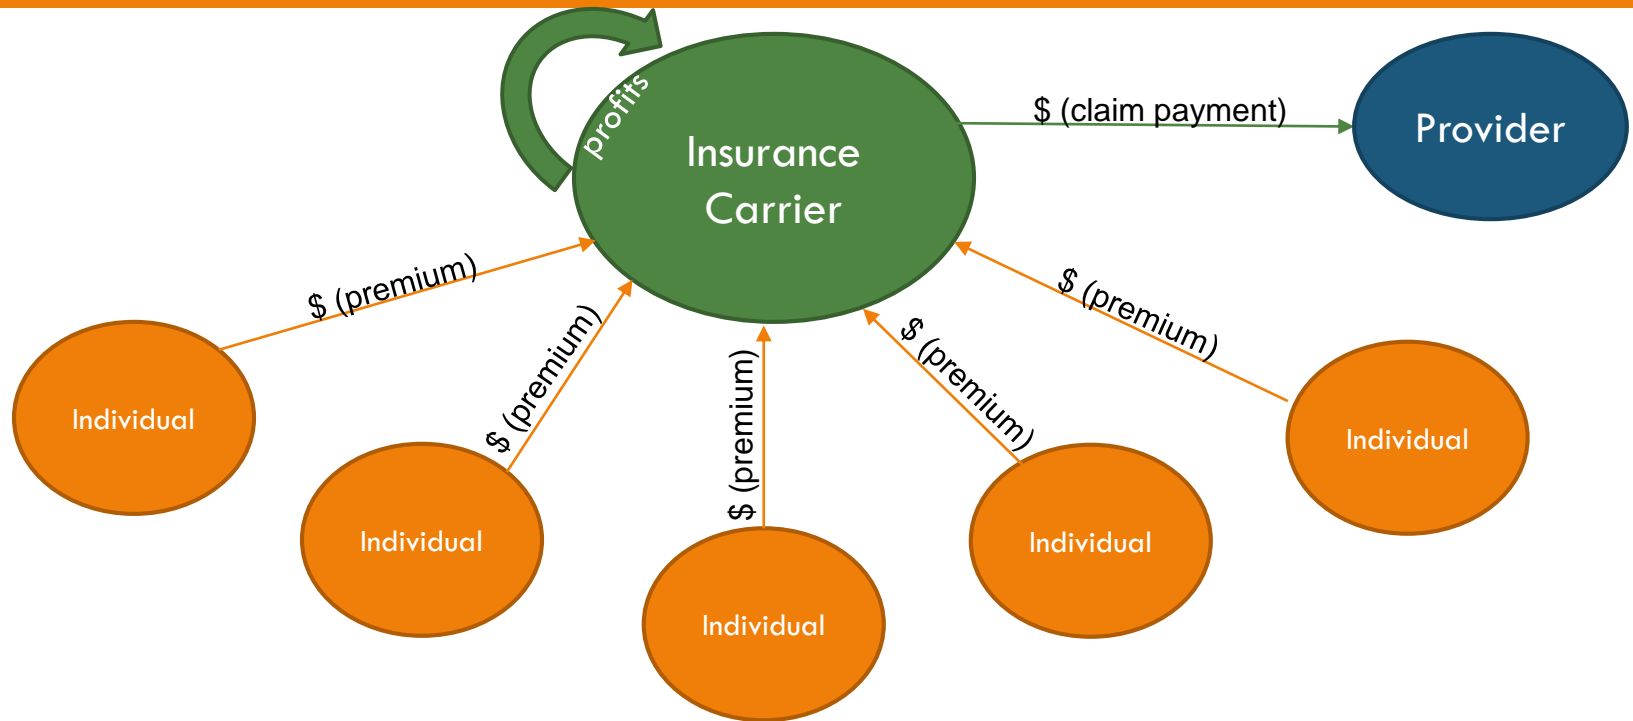 profits
Insurance
Carrier
$ (claim payment)
Provider
$ (premium)
$ (premium)
$ (premium)
$ (premium)
$ (premium)
Individual
Individual
Individual
Individual
Individual